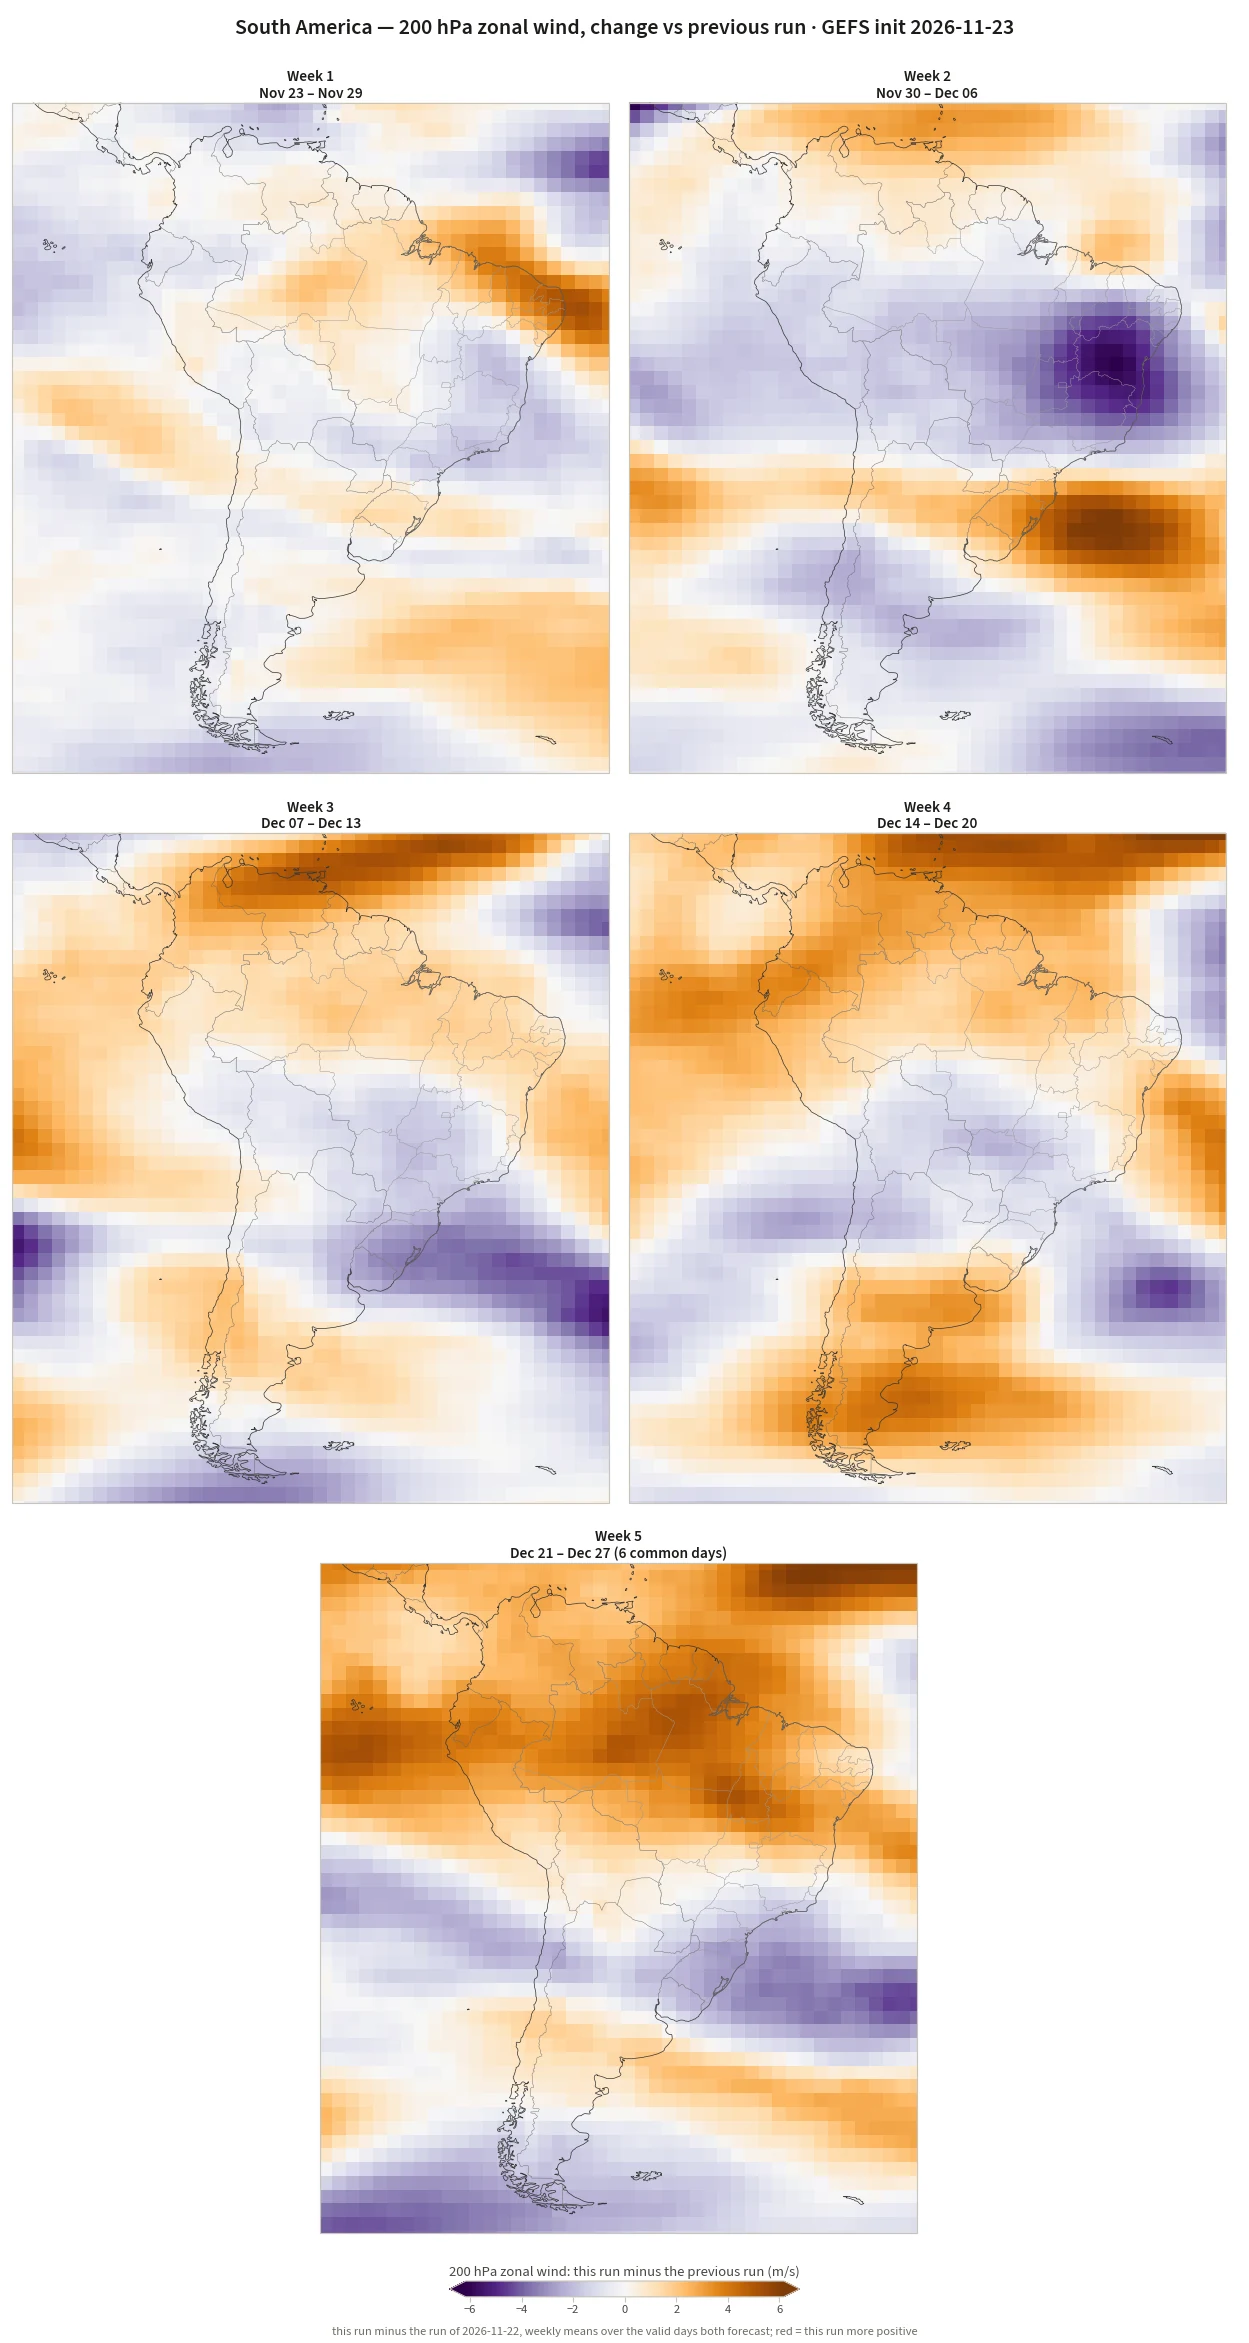 South America — 200 hPa zonal wind, change vs previous run · GEFS init 2026-11-23
Week 1
Nov 23 – Nov 29
Week 2
Nov 30 – Dec 06
Week 3
Dec 07 – Dec 13
Week 4
Dec 14 – Dec 20
Week 5
Dec 21 – Dec 27 (6 common days)
200 hPa zonal wind: this run minus the previous run (m/s)
−6 −4 −2 0 2 4 6
this run minus the run of 2026-11-22, weekly means over the valid days both forecast; red = this run more positive